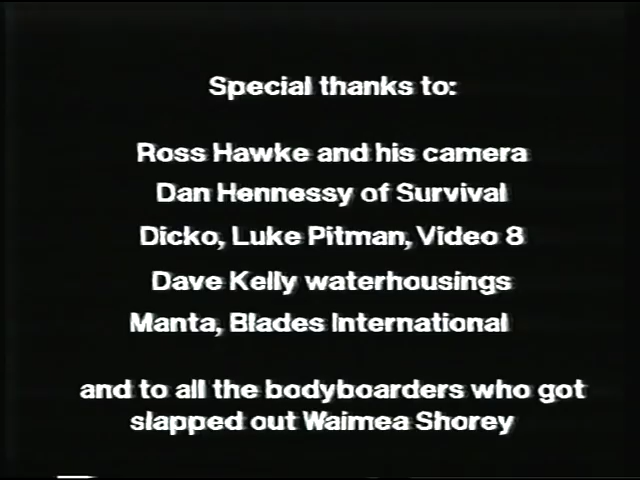 Special thanks to:
Ross Hawke and his camera
Dan Hennessy of Survival
Dicko, Luke Pitman, Video 8
Dave Kelly waterhousings
Manta, Blades International
and to all the bodyboarders who got
slapped out Waimea Shorey